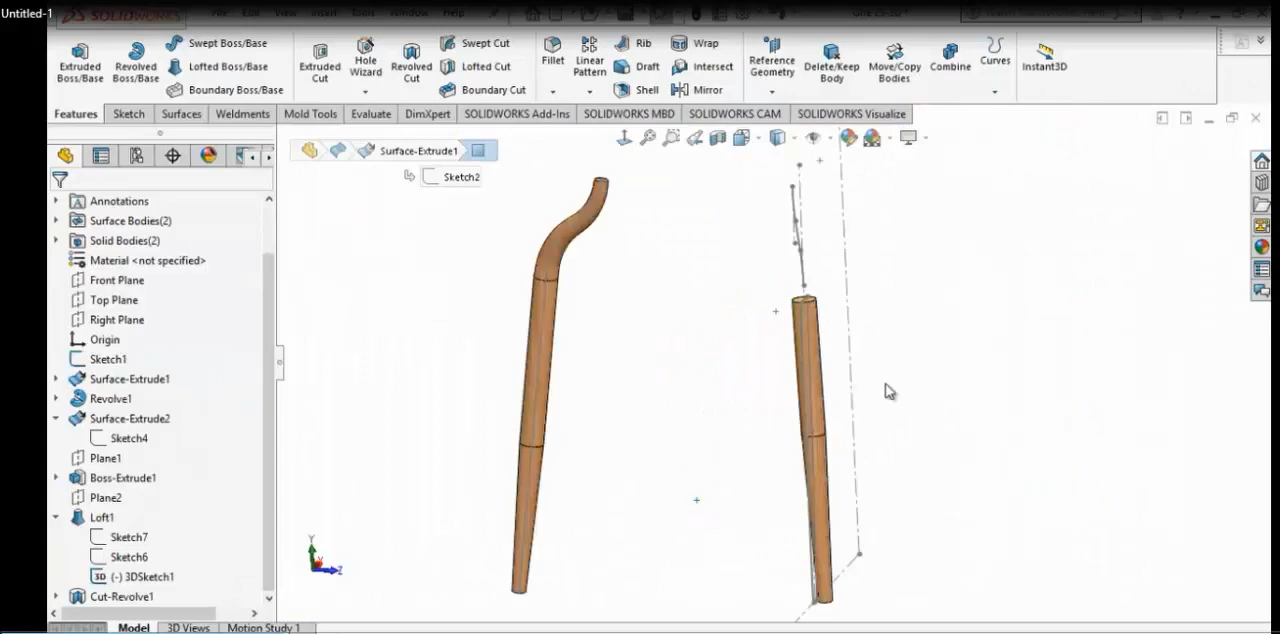 Untitled-1
SOLIDWORKS
Extruded Boss/Base
Revolved Boss/Base
Swept Boss/Base
Lofted Boss/Base
Boundary Boss/Base
Extruded Cut
Hole Wizard
Revolved Cut
Swept Cut
Lofted Cut
Boundary Cut
Fillet
Linear Pattern
Rib
Draft
Shell
Wrap
Intersect
Mirror
Reference Geometry
Delete/Keep Body
Move/Copy Bodies
Combine
Curves
Instant3D
Features
Sketch
Surfaces
Weldments
Mold Tools
Evaluate
DimXpert
SOLIDWORKS Add-Ins
SOLIDWORKS MBD
SOLIDWORKS CAM
SOLIDWORKS Visualize
Surface-Extrude1
Sketch2
Annotations
Surface Bodies(2)
Solid Bodies(2)
Material <not specified>
Front Plane
Top Plane
Right Plane
Origin
Sketch1
Surface-Extrude1
Revolve1
Surface-Extrude2
Sketch4
Plane1
Boss-Extrude1
Plane2
Loft1
Sketch7
Sketch6
3D (-) 3DSketch1
Cut-Revolve1
Y
Z
Model
3D Views
Motion Study 1